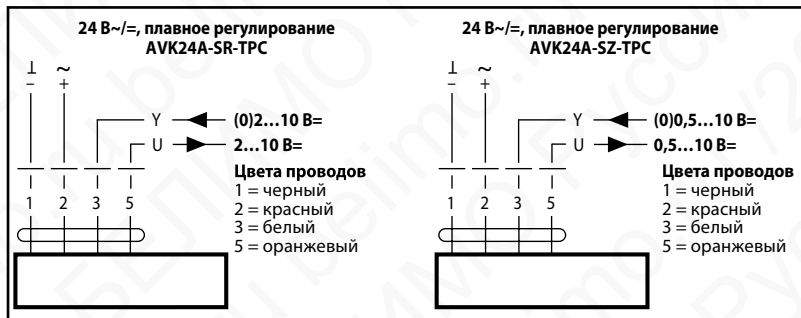 24 В~/=, плавное регулирование
AVK24A-SR-TPC
⊥ ~
– +
Y (0)2...10 В=
U 2...10 В=
Цвета проводов
1 = черный
2 = красный
3 = белый
5 = оранжевый
1 2 3 5
24 В~/=, плавное регулирование
AVK24A-SZ-TPC
⊥ ~
– +
Y (0)0,5...10 В=
U 0,5...10 В=
Цвета проводов
1 = черный
2 = красный
3 = белый
5 = оранжевый
1 2 3 5